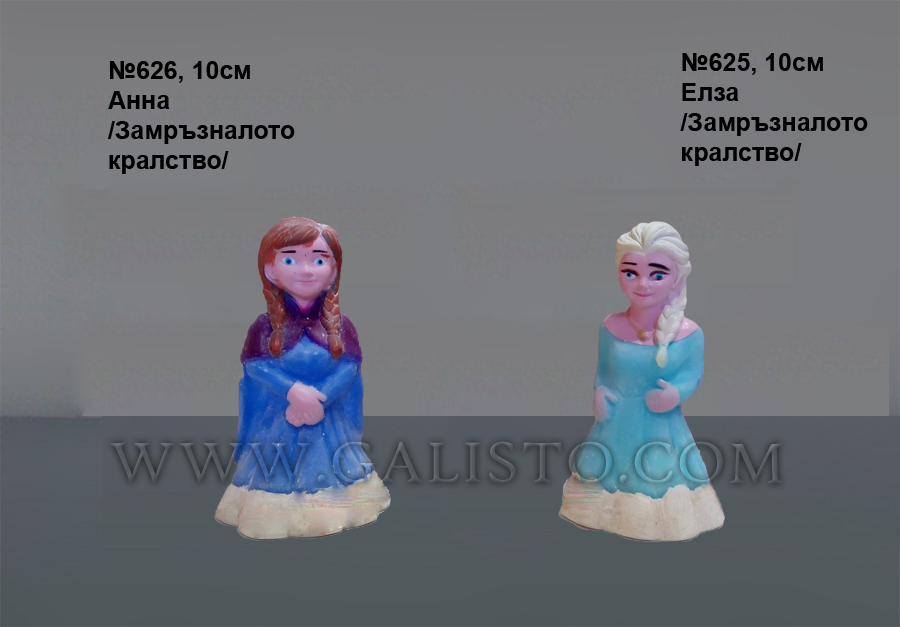 №626, 10см
Анна
/Замръзналото
кралство/
№625, 10см
Елза
/Замръзналото
кралство/
WWW.GALISTO.COM